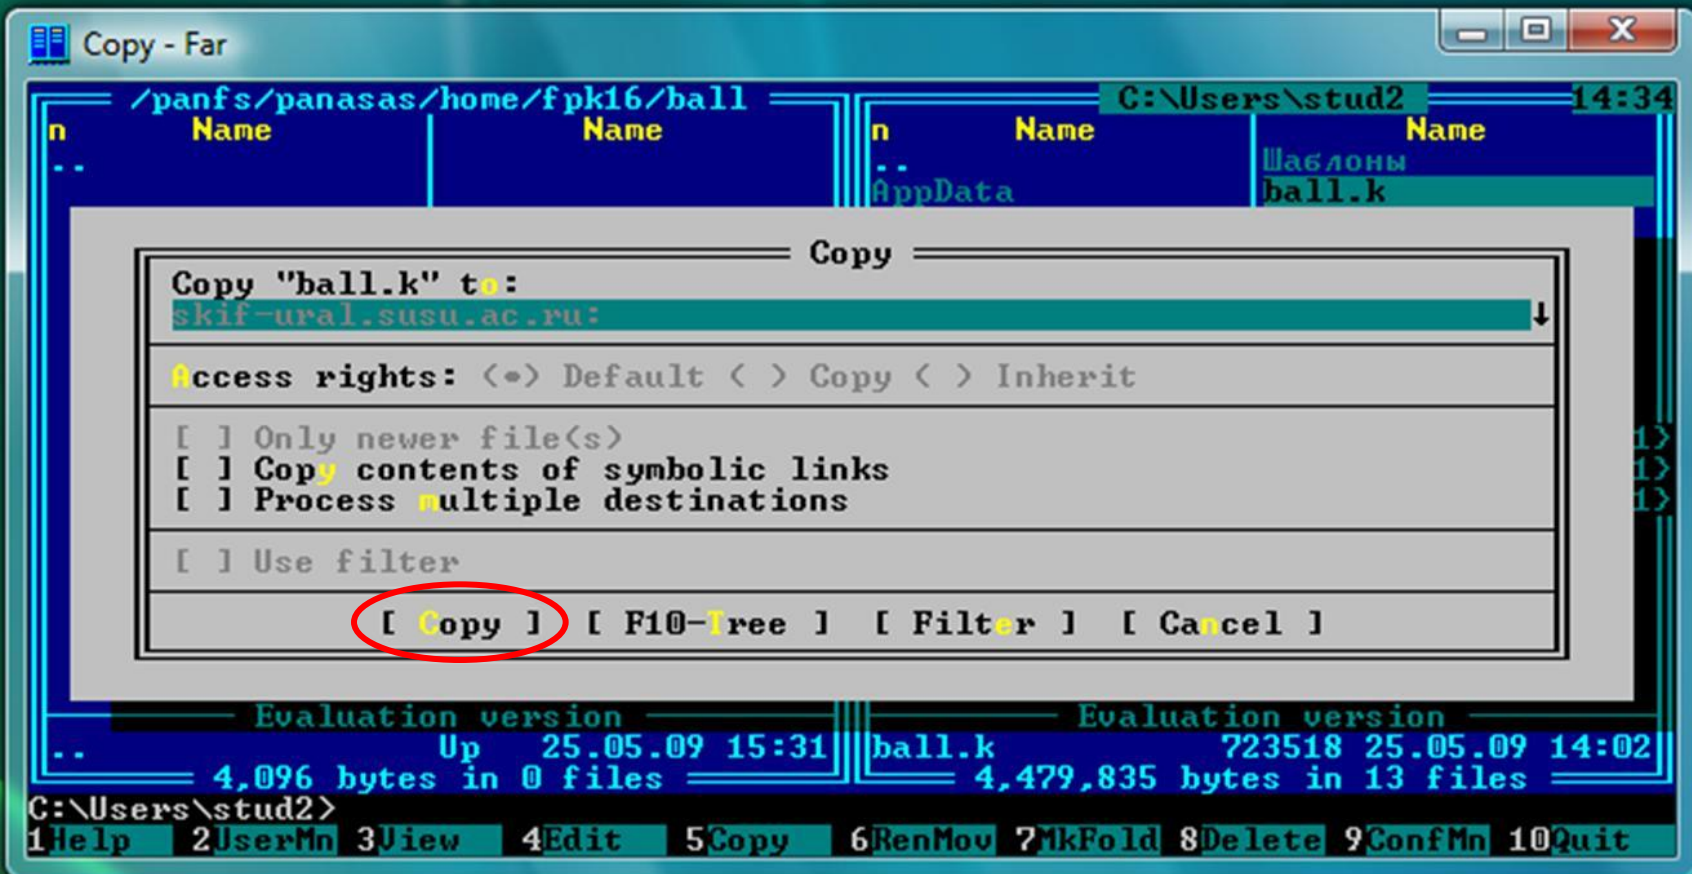 Copy - Far
/panfs/panasas/home/fpk16/ball C:\Users\stud2 14:34
n Name Name n Name Name
.. .. Шаблоны
AppData ball.k
Copy
Copy "ball.k" to:
skif-ural.susu.ac.ru: ↓
Access rights: (•) Default ( ) Copy ( ) Inherit
[ ] Only newer file(s) 1}
[ ] Copy contents of symbolic links 1}
[ ] Process multiple destinations 1}
[ ] Use filter
[ Copy ] [ F10-Tree ] [ Filter ] [ Cancel ]
Evaluation version Evaluation version
.. Up 25.05.09 15:31 ball.k 723518 25.05.09 14:02
4,096 bytes in 0 files 4,479,835 bytes in 13 files
C:\Users\stud2>
1Help 2UserMn 3View 4Edit 5Copy 6RenMov 7MkFold 8Delete 9ConfMn 10Quit